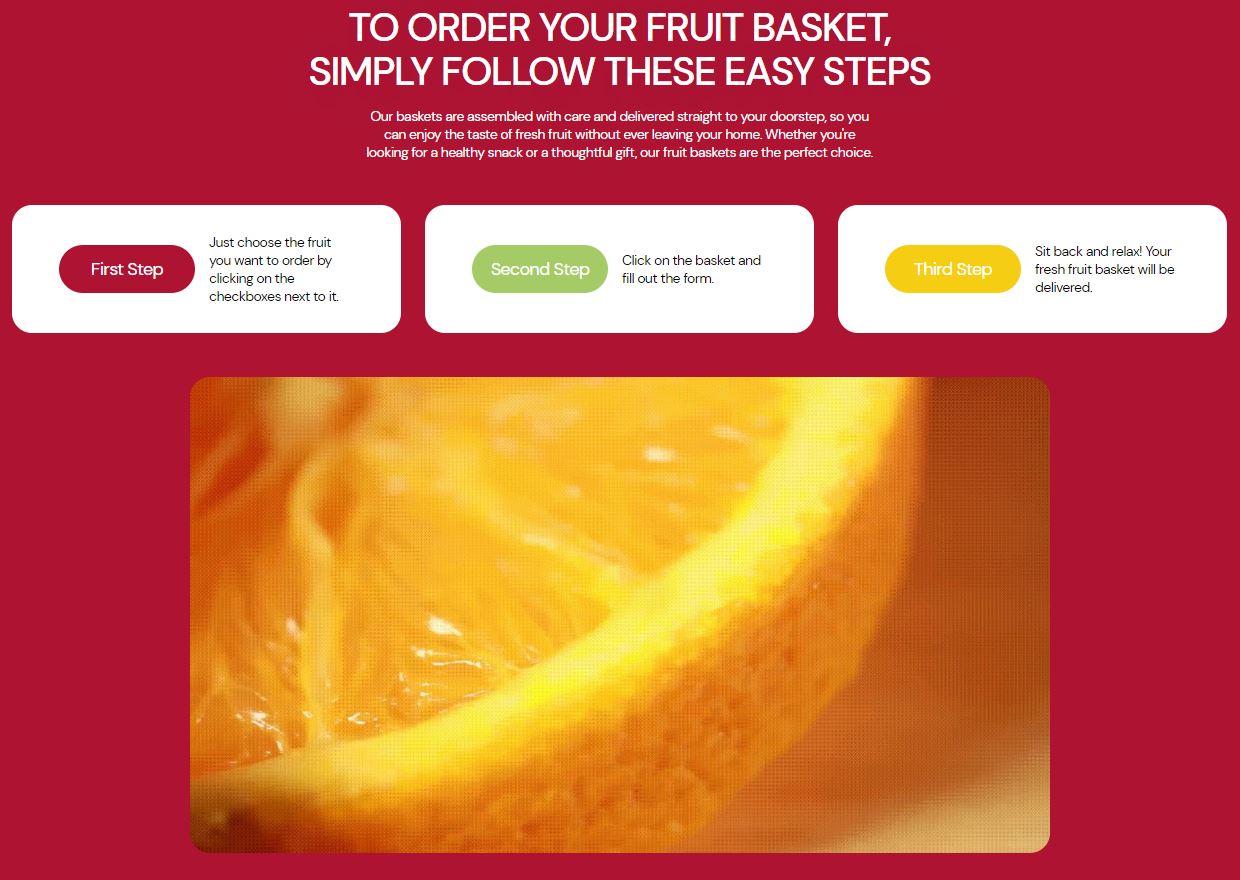 TO ORDER YOUR FRUIT BASKET,
SIMPLY FOLLOW THESE EASY STEPS
Our baskets are assembled with care and delivered straight to your doorstep, so you
can enjoy the taste of fresh fruit without ever leaving your home. Whether you're
looking for a healthy snack or a thoughtful gift, our fruit baskets are the perfect choice.
First Step
Just choose the fruit
you want to order by
clicking on the
checkboxes next to it.
Second Step
Click on the basket and
fill out the form.
Third Step
Sit back and relax! Your
fresh fruit basket will be
delivered.